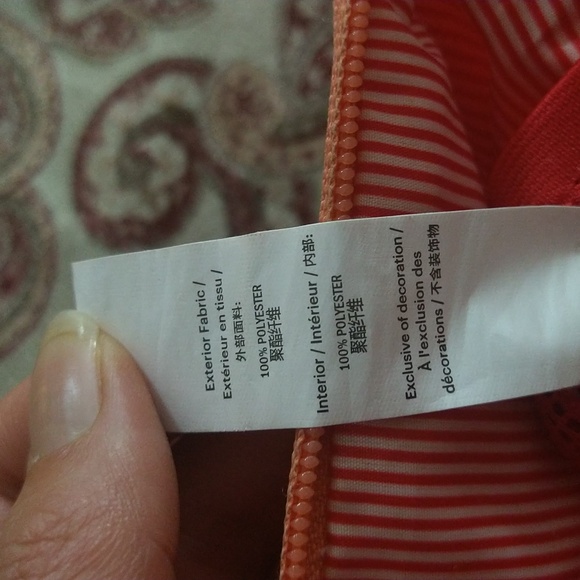 Exterior Fabric /
Extérieur en tissu /
外部面料:
100% POLYESTER
聚酯纤维
Interior / Intérieur / 内部:
100% POLYESTER
聚酯纤维
Exclusive of decoration /
À l'exclusion des
décorations / 不含装饰物